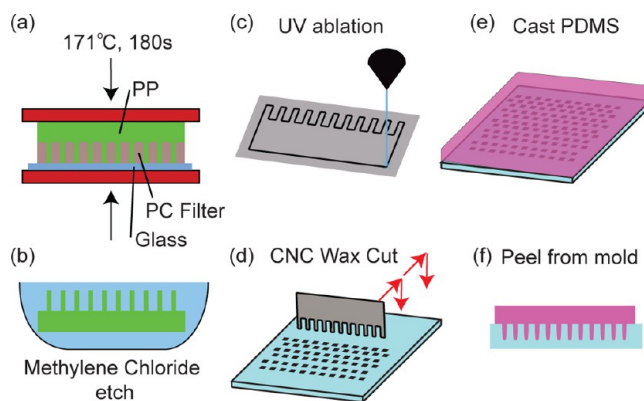 (a)
171°C, 180s
PP
PC Filter
Glass
(b)
Methylene Chloride
etch
(c) UV ablation
(d) CNC Wax Cut
(e) Cast PDMS
(f) Peel from mold